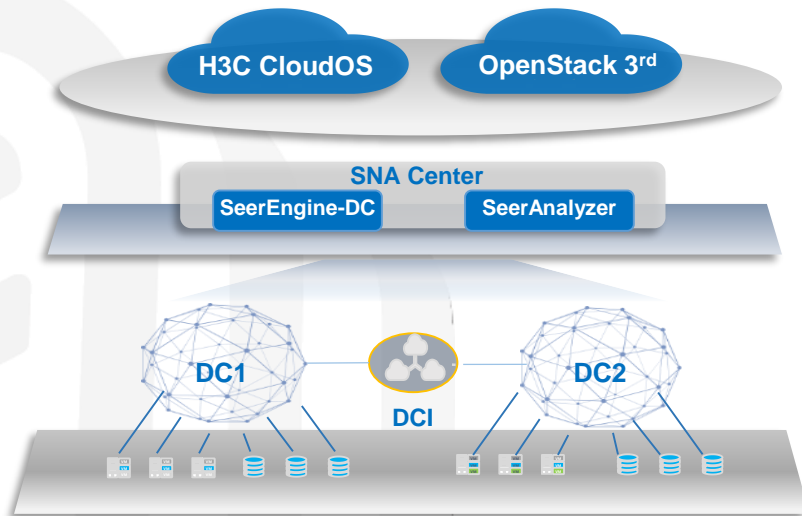 H3C CloudOS
OpenStack 3rd
SNA Center
SeerEngine-DC
SeerAnalyzer
DC1
DC2
DCI